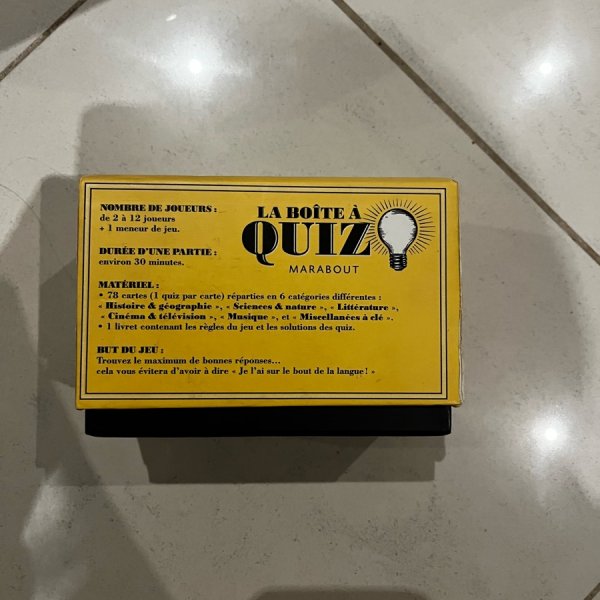 NOMBRE DE JOUEURS :
de 2 à 12 joueurs
+ 1 meneur de jeu.
LA BOÎTE À
QUIZ
MARABOUT
DURÉE D'UNE PARTIE :
environ 30 minutes.
MATÉRIEL :
• 78 cartes (1 quiz par carte) réparties en 6 catégories différentes :
« Histoire & géographie », « Sciences & nature », « Littérature »,
« Cinéma & télévision », « Musique », et « Miscellanées à clé ».
• 1 livret contenant les règles du jeu et les solutions des quiz.
BUT DU JEU :
Trouvez le maximum de bonnes réponses...
cela vous évitera d'avoir à dire « Je l'ai sur le bout de la langue ! »